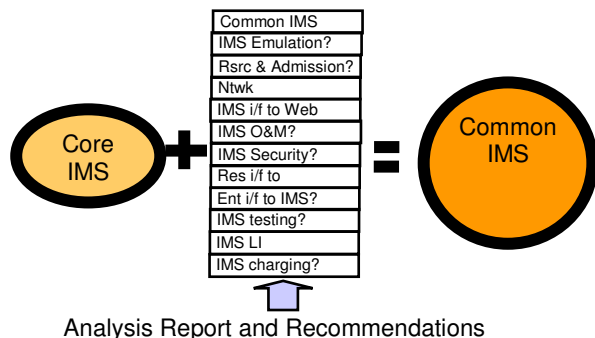 Common IMS
IMS Emulation?
Rsrc & Admission?
Ntwk
IMS i/f to Web
IMS O&M?
IMS Security?
Res i/f to
Ent i/f to IMS?
IMS testing?
IMS LI
IMS charging?
Core
IMS
+
=
Common
IMS
Analysis Report and Recommendations